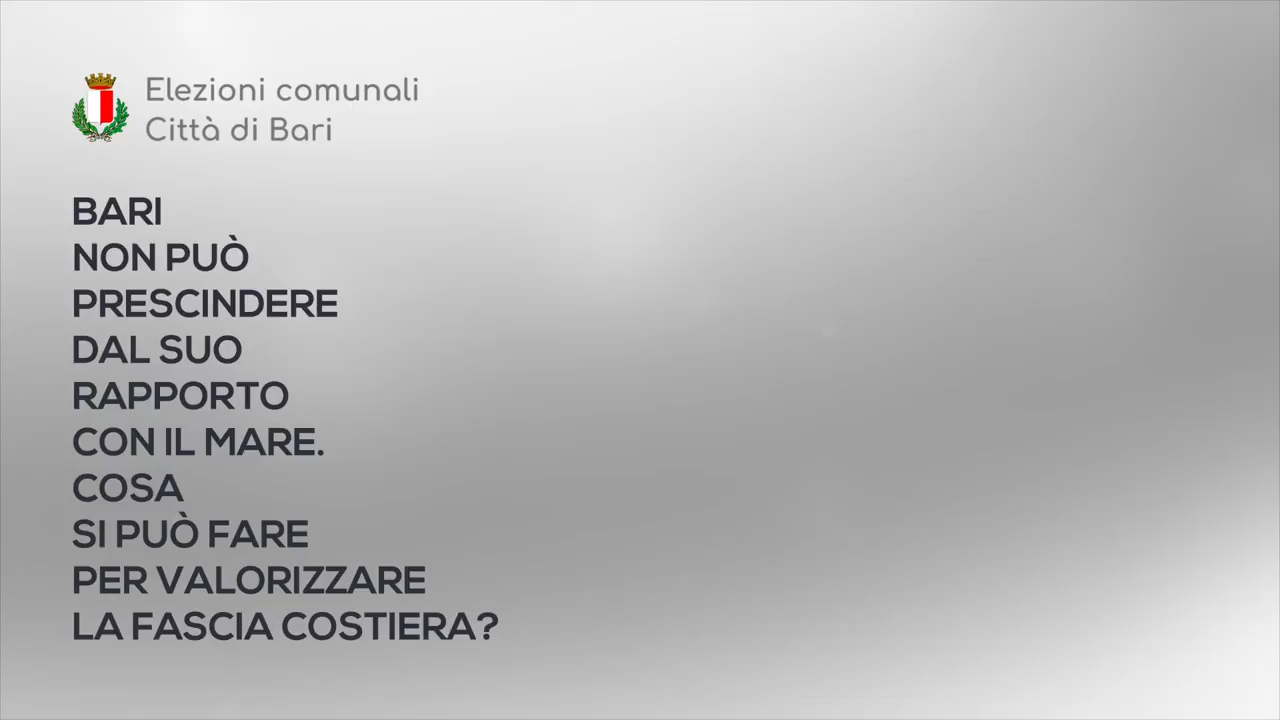 Elezioni comunali
Città di Bari
BARI
NON PUÒ
PRESCINDERE
DAL SUO
RAPPORTO
CON IL MARE.
COSA
SI PUÒ FARE
PER VALORIZZARE
LA FASCIA COSTIERA?